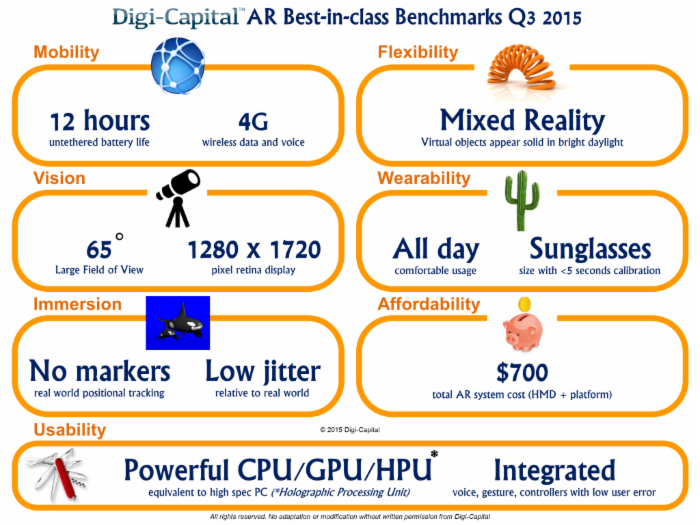 Digi-Capital™ AR Best-in-class Benchmarks Q3 2015
Mobility
12 hours
untethered battery life
4G
wireless data and voice
Flexibility
Mixed Reality
Virtual objects appear solid in bright daylight
Vision
65°
Large Field of View
1280 x 1720
pixel retina display
Wearability
All day
comfortable usage
Sunglasses
size with <5 seconds calibration
Immersion
No markers
real world positional tracking
Low jitter
relative to real world
Affordability
$700
total AR system cost (HMD + platform)
Usability
© 2015 Digi-Capital
Powerful CPU/GPU/HPU*
equivalent to high spec PC (*Holographic Processing Unit)
Integrated
voice, gesture, controllers with low user error
All rights reserved. No adaptation or modification without written permission from Digi-Capital